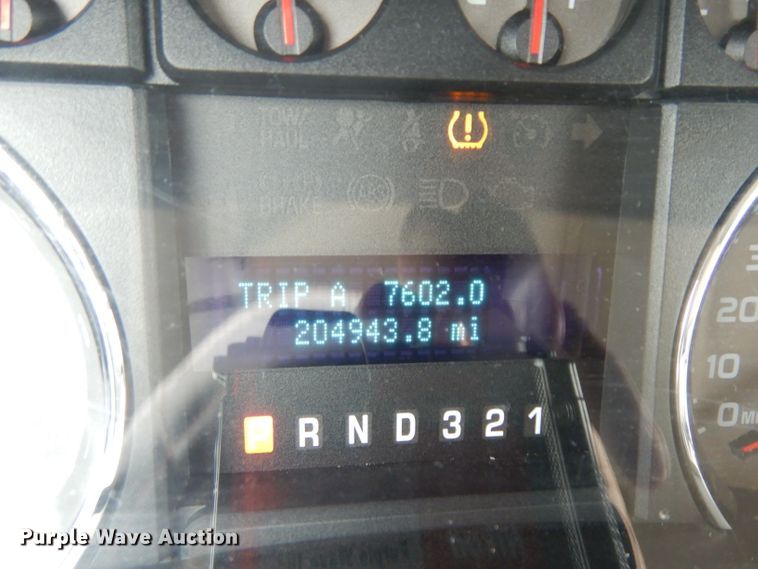 TOW/
HAUL
BRAKE
TRIP A 7602.0
204943.8 mi
P R N D 3 2 1
20
10
0
Purple Wave Auction